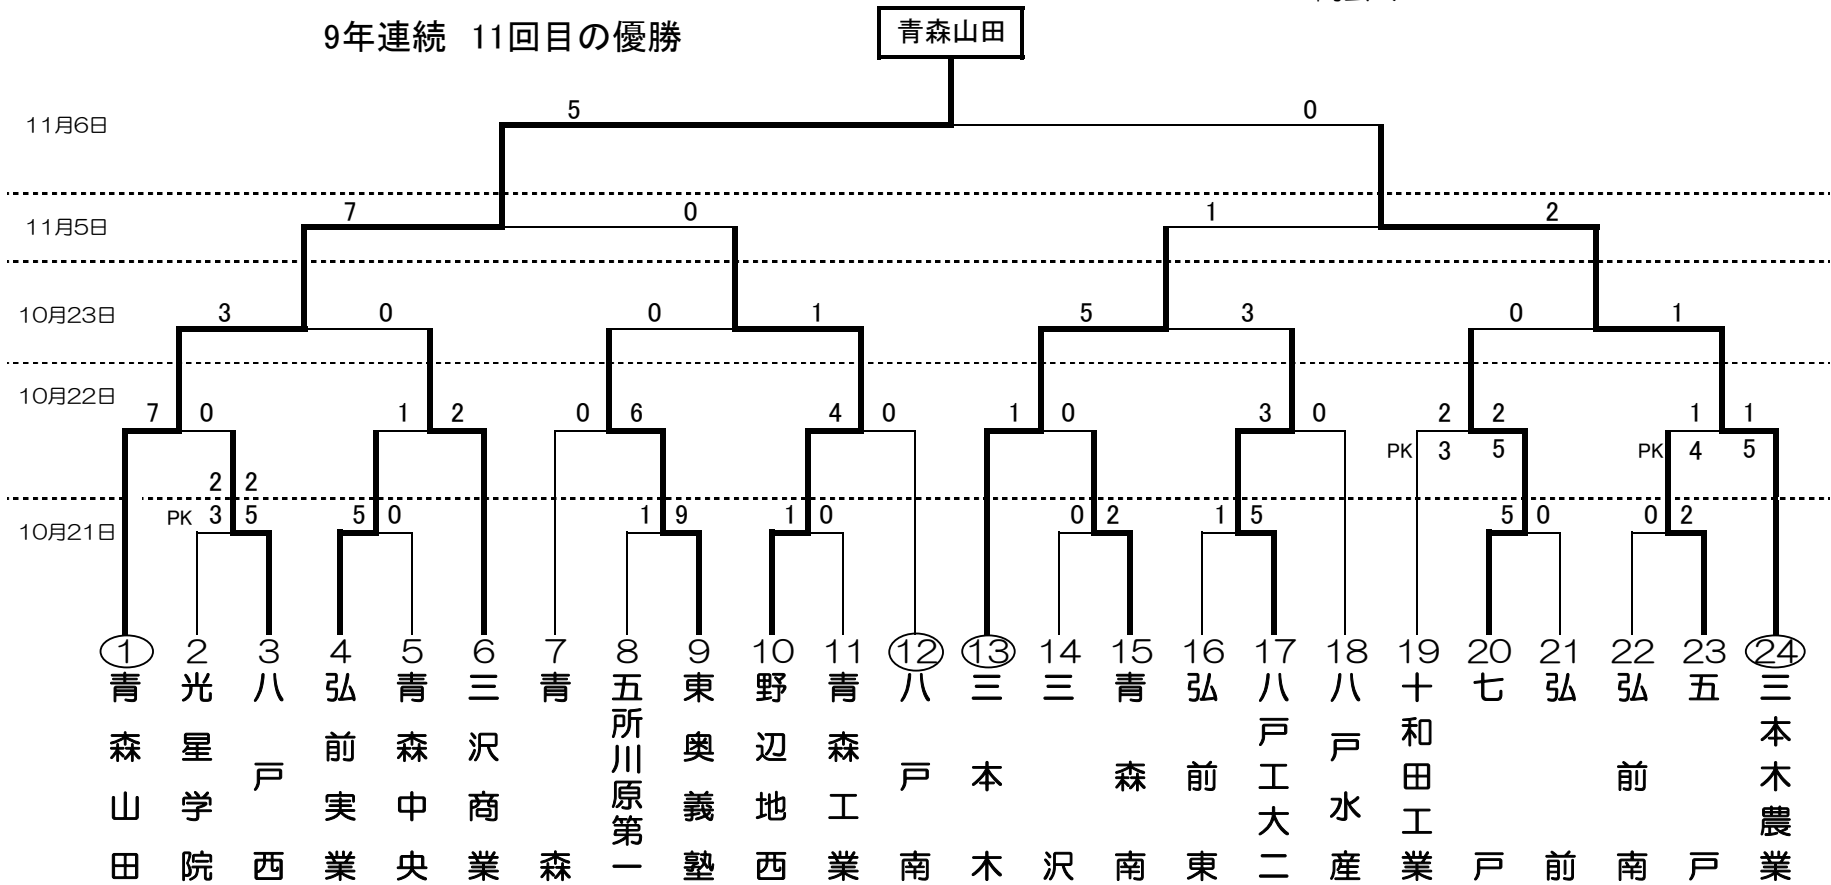 9年連続 11回目の優勝
青森山田
11月6日
5 0
11月5日
7 0 1 2
10月23日
3 0 0 1 5 3 0 1
10月22日
7 0 1 2 0 6 4 0 1 0 3 0 2 2 1 1
PK 3 5 PK 4 5
2 2
10月21日
PK 3 5 5 0 1 9 1 0 0 2 1 5 5 0 0 2
1 2 3 4 5 6 7 8 9 10 11 12 13 14 15 16 17 18 19 20 21 22 23 24
青森山田
光星学院
八戸西
弘前実業
青森中央
三沢商業
青森
五所川原第一
東奥義塾
野辺地西
青森工業
八戸南
三本木
三沢
青森南
弘前東
八戸工大二
八戸水産
十和田工業
七戸
弘前
弘前南
五戸
三本木農業